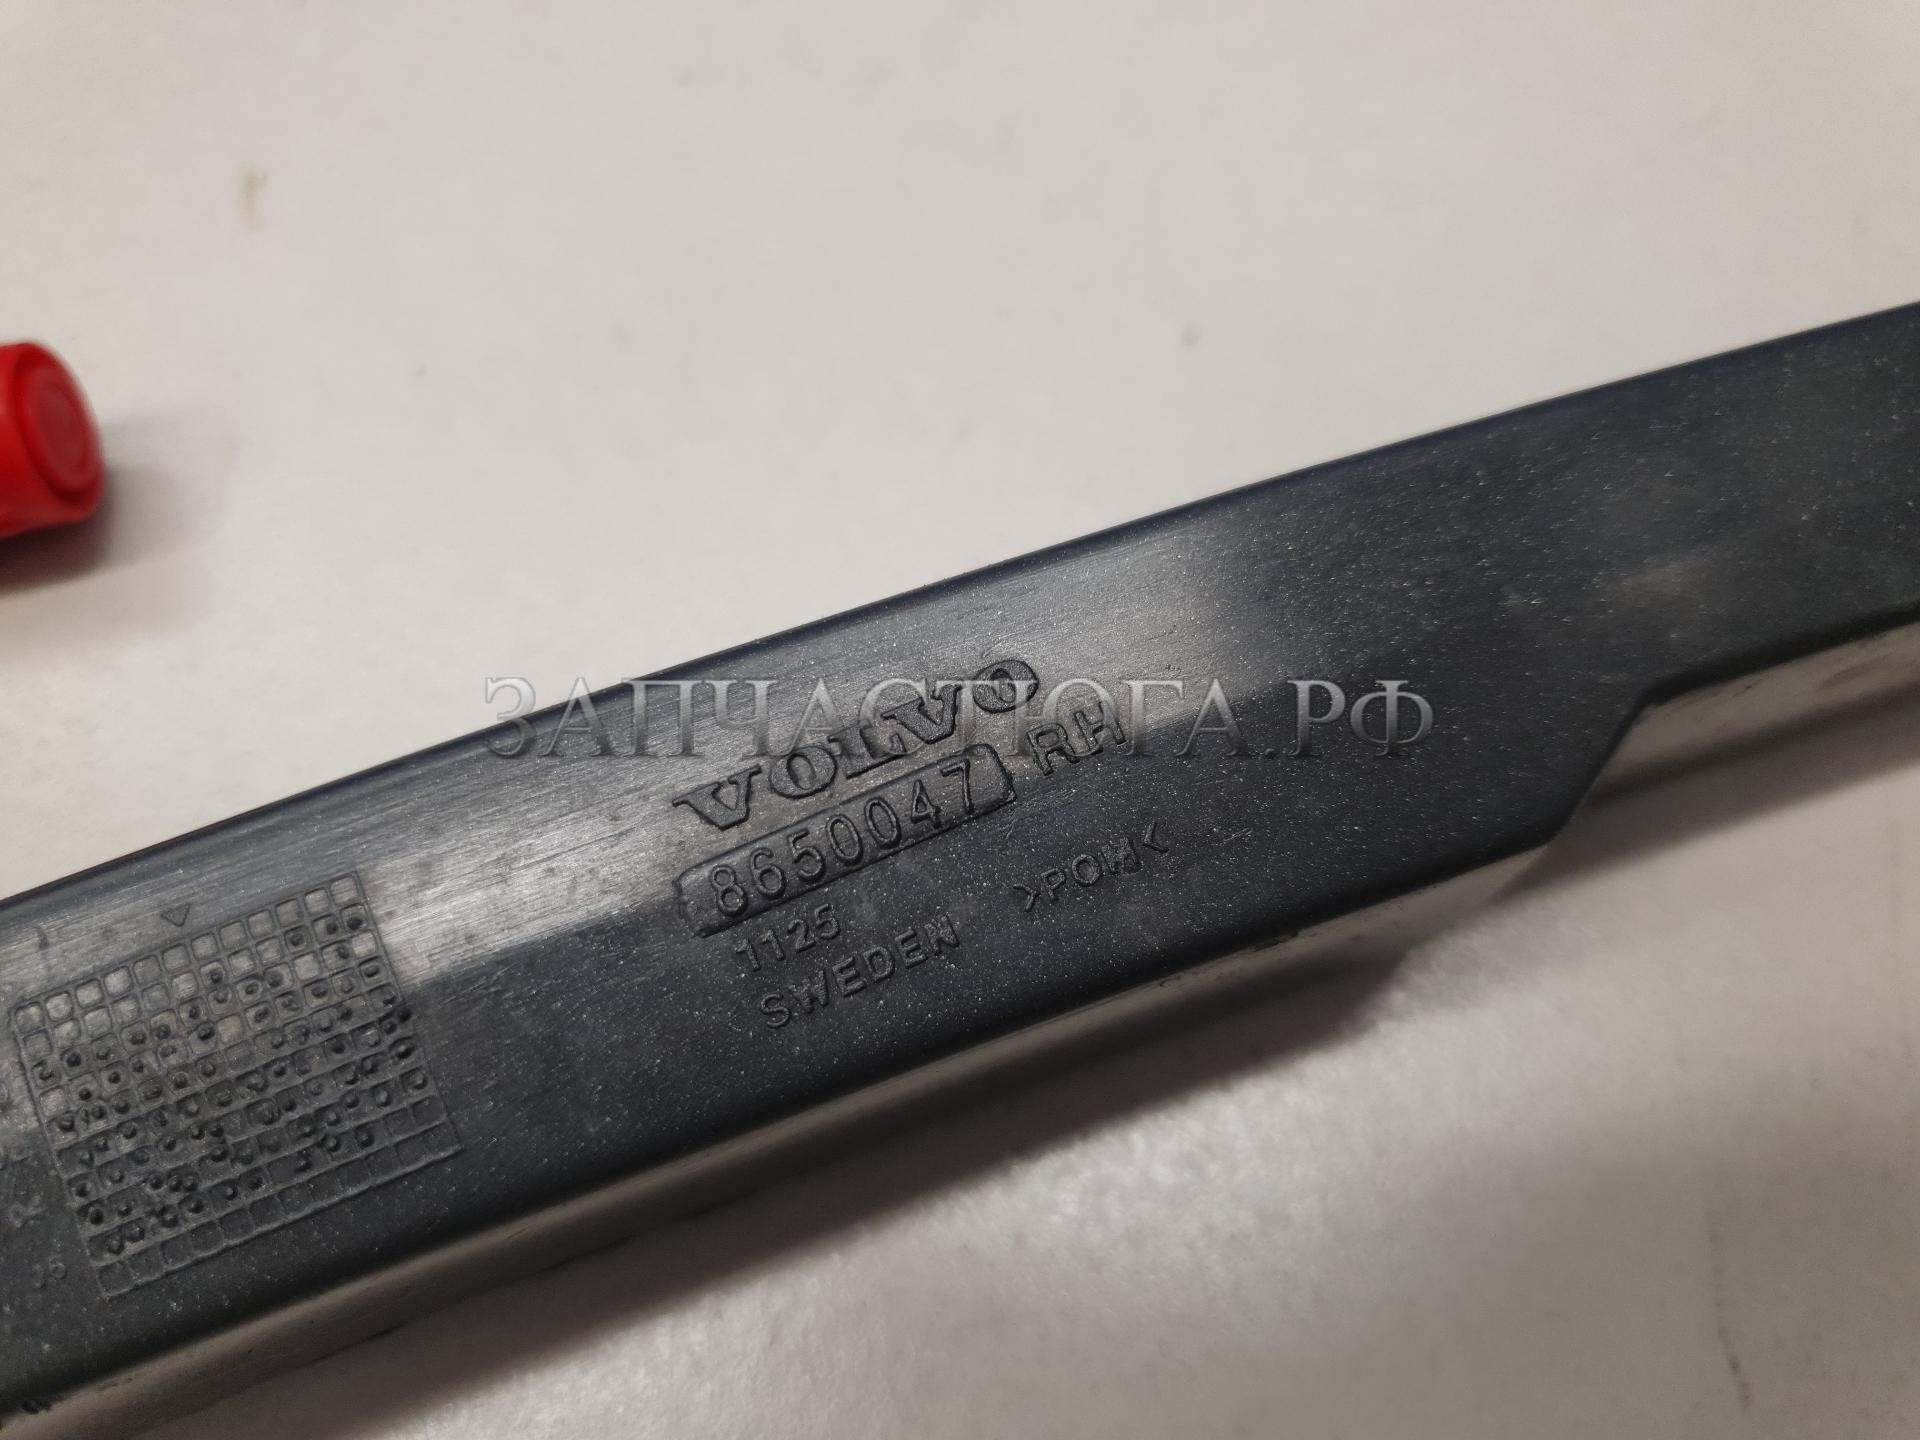 ЗАПЧАСТЮГА.РФ
VOLVO
8650047 RH
1125
SWEDEN >POM<